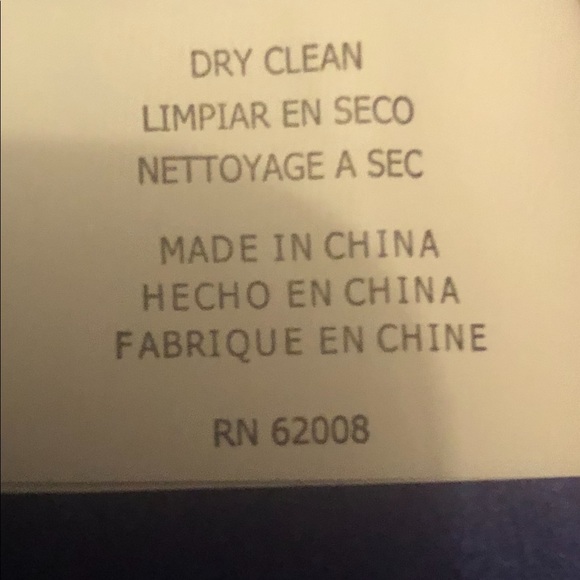 DRY CLEAN
LIMPIAR EN SECO
NETTOYAGE A SEC
MADE IN CHINA
HECHO EN CHINA
FABRIQUE EN CHINE
RN 62008